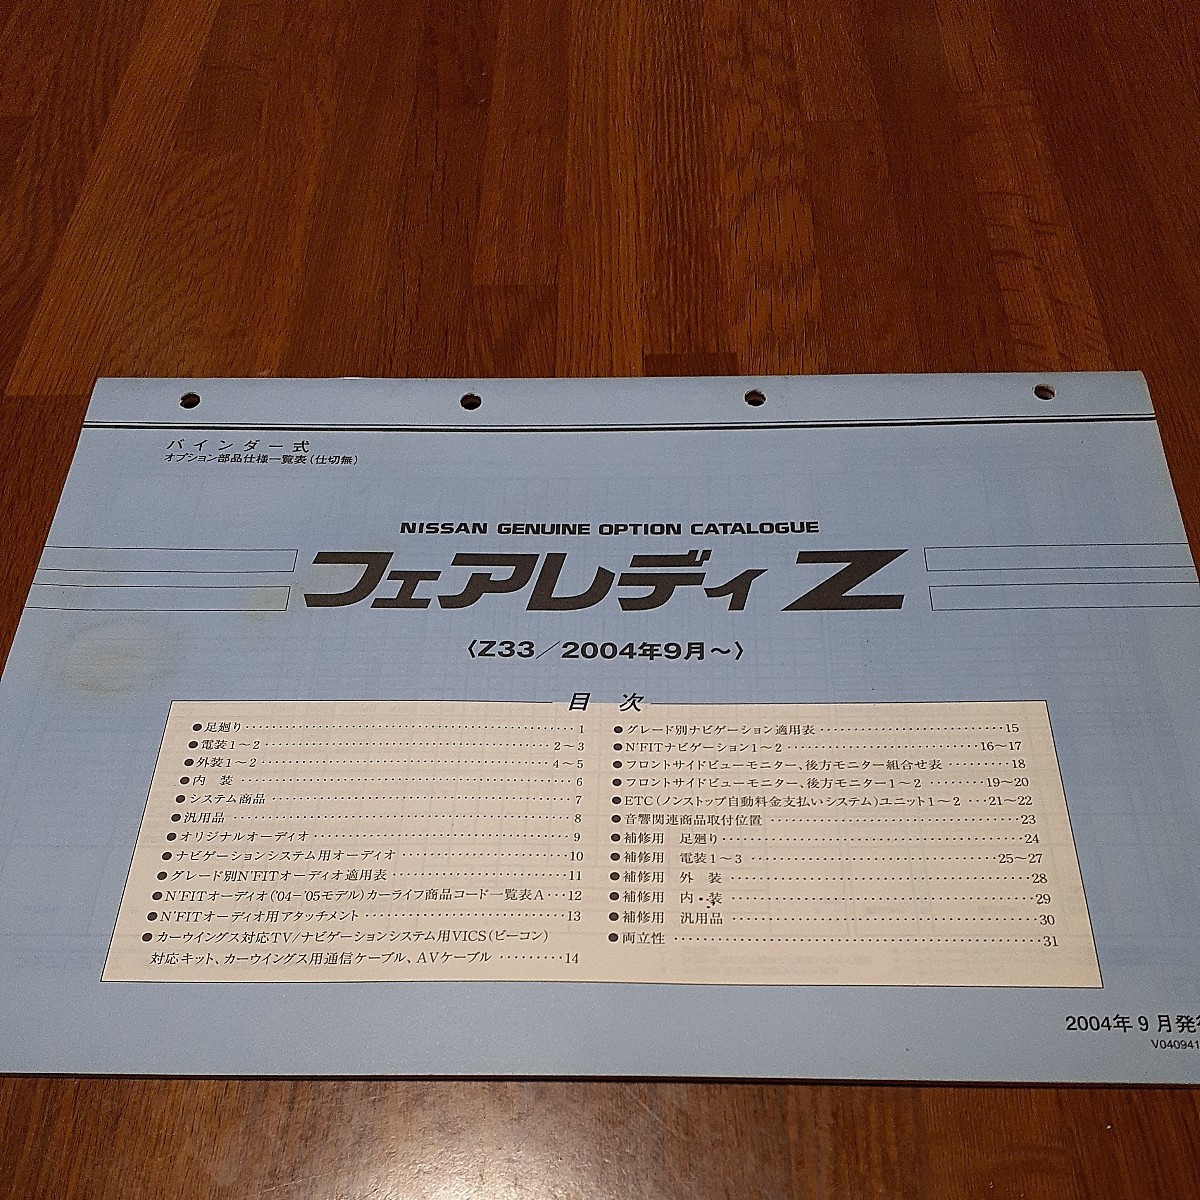 バインダー式
オプション部品仕様一覧表(仕切無)
NISSAN GENUINE OPTION CATALOGUE
フェアレディZ
〈Z33／2004年9月～〉
目 次
●足廻り ‥‥‥‥‥‥‥‥‥‥ 1
●電装1～2 ‥‥‥‥‥‥‥‥‥‥ 2～3
●外装1～2 ‥‥‥‥‥‥‥‥‥‥ 4～5
●内 装 ‥‥‥‥‥‥‥‥‥‥ 6
●システム商品 ‥‥‥‥‥‥‥‥‥‥ 7
●汎用品 ‥‥‥‥‥‥‥‥‥‥ 8
●オリジナルオーディオ ‥‥‥‥‥‥‥‥ 9
●ナビゲーションシステム用オーディオ ‥‥‥‥‥‥ 10
●グレード別N'FITオーディオ適用表 ‥‥‥‥‥‥ 11
●N'FITオーディオ('04-'05モデル)カーライフ商品コード一覧表A ‥ 12
●N'FITオーディオ用アタッチメント ‥‥‥‥‥‥ 13
●カーウイングス対応TV/ナビゲーションシステム用VICS(ビーコン)
対応キット、カーウイングス用通信ケーブル、AVケーブル ‥‥‥ 14
●グレード別ナビゲーション適用表 ‥‥‥‥‥‥ 15
●N'FITナビゲーション1～2 ‥‥‥‥‥‥ 16～17
●フロントサイドビューモニター、後方モニター組合せ表 ‥‥‥ 18
●フロントサイドビューモニター、後方モニター1～2 ‥‥‥ 19～20
●ETC(ノンストップ自動料金支払いシステム)ユニット1～2 ‥ 21～22
●音響関連商品取付位置 ‥‥‥‥‥‥‥‥ 23
●補修用 足廻り ‥‥‥‥‥‥‥‥‥‥ 24
●補修用 電装1～3 ‥‥‥‥‥‥‥‥ 25～27
●補修用 外 装 ‥‥‥‥‥‥‥‥‥‥ 28
●補修用 内 装 ‥‥‥‥‥‥‥‥‥‥ 29
●補修用 汎用品 ‥‥‥‥‥‥‥‥‥‥ 30
●両立性 ‥‥‥‥‥‥‥‥‥‥ 31
2004年9月発
V040941